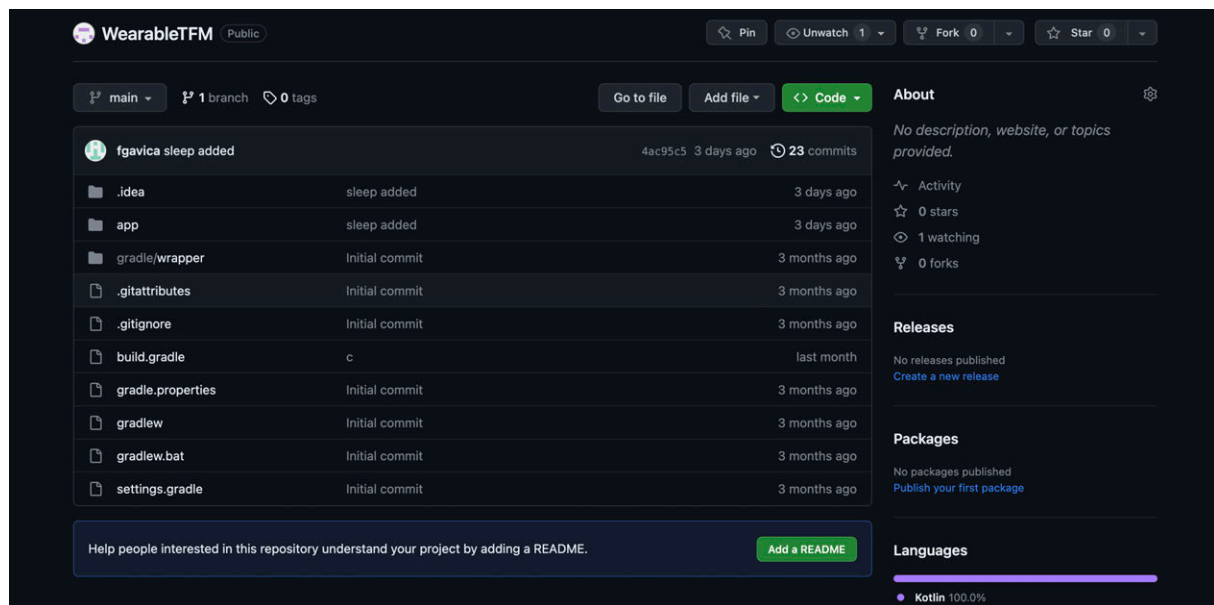 WearableTFM Public
Pin
Unwatch 1
Fork 0
Star 0
main
1 branch
0 tags
Go to file
Add file
<> Code
fgavica sleep added 4ac95c5 3 days ago 23 commits
.idea sleep added 3 days ago
app sleep added 3 days ago
gradle/wrapper Initial commit 3 months ago
.gitattributes Initial commit 3 months ago
.gitignore Initial commit 3 months ago
build.gradle c last month
gradle.properties Initial commit 3 months ago
gradlew Initial commit 3 months ago
gradlew.bat Initial commit 3 months ago
settings.gradle Initial commit 3 months ago
Help people interested in this repository understand your project by adding a README.
Add a README
About
No description, website, or topics
provided.
Activity
0 stars
1 watching
0 forks
Releases
No releases published
Create a new release
Packages
No packages published
Publish your first package
Languages
Kotlin 100.0%